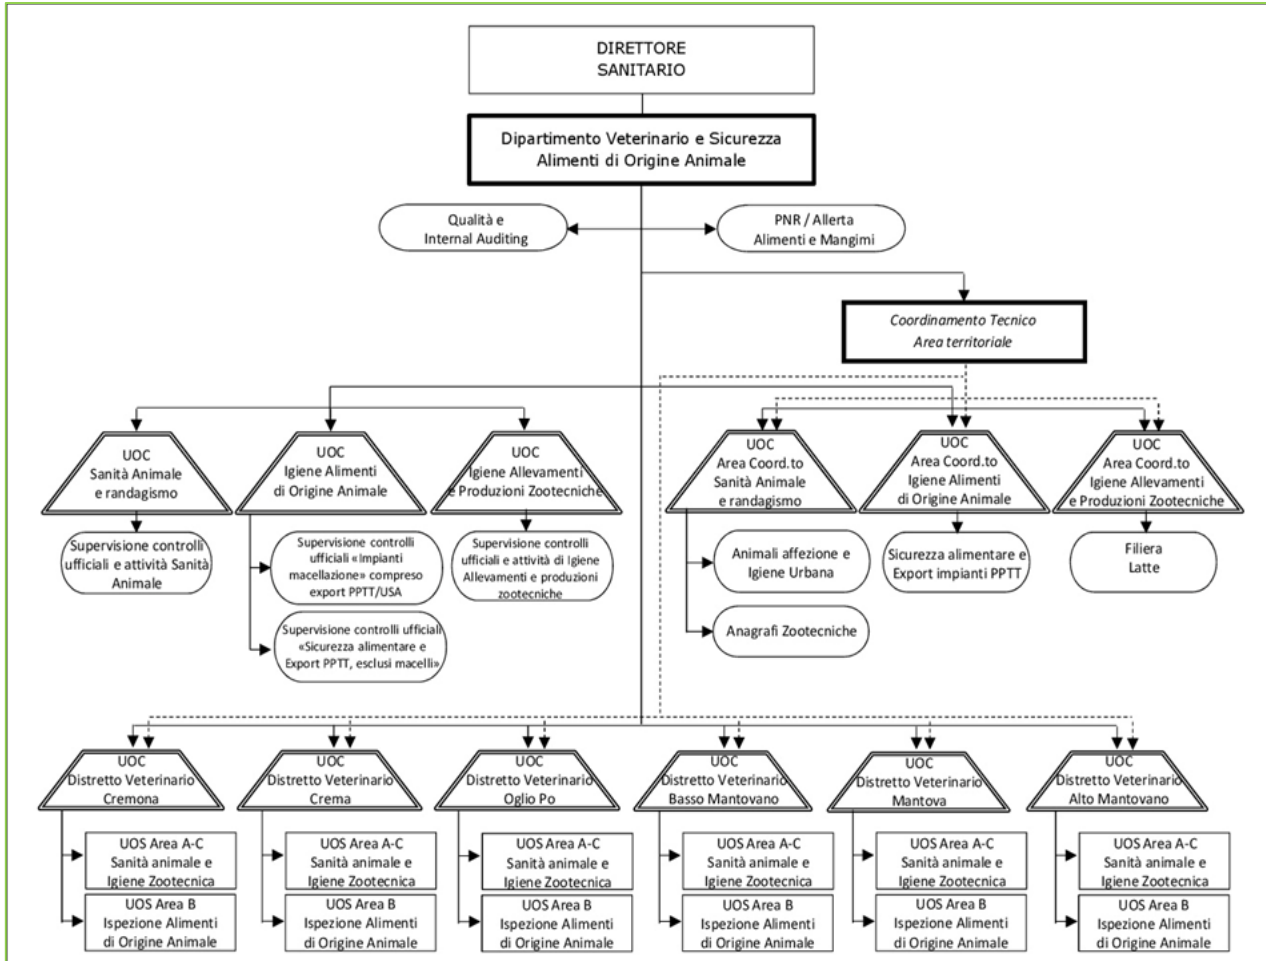 DIRETTORE
SANITARIO
Dipartimento Veterinario e Sicurezza
Alimenti di Origine Animale
Qualità e
Internal Auditing
PNR / Allerta
Alimenti e Mangimi
Coordinamento Tecnico
Area territoriale
UOC
Sanità Animale
e randagismo
UOC
Igiene Alimenti
di Origine Animale
UOC
Igiene Allevamenti
e Produzioni Zootecniche
UOC
Area Coord.to
Sanità Animale
e randagismo
UOC
Area Coord.to
Igiene Alimenti
di Origine Animale
UOC
Area Coord.to
Igiene Allevamenti
e Produzioni Zootecniche
Supervisione controlli
ufficiali e attività Sanità
Animale
Supervisione controlli
ufficiali «Impianti
macellazione» compreso
export PPTT/USA
Supervisione controlli
ufficiali e attività di Igiene
Allevamenti e produzioni
zootecniche
Animali affezione e
Igiene Urbana
Sicurezza alimentare e
Export impianti PPTT
Filiera
Latte
Supervisione controlli ufficiali
«Sicurezza alimentare e
Export PPTT, esclusi macelli»
Anagrafi Zootecniche
UOC
Distretto Veterinario
Cremona
UOC
Distretto Veterinario
Crema
UOC
Distretto Veterinario
Oglio Po
UOC
Distretto Veterinario
Basso Mantovano
UOC
Distretto Veterinario
Mantova
UOC
Distretto Veterinario
Alto Mantovano
UOS Area A-C
Sanità animale e
Igiene Zootecnica
UOS Area A-C
Sanità animale e
Igiene Zootecnica
UOS Area A-C
Sanità animale e
Igiene Zootecnica
UOS Area A-C
Sanità animale e
Igiene Zootecnica
UOS Area A-C
Sanità animale e
Igiene Zootecnica
UOS Area A-C
Sanità animale e
Igiene Zootecnica
UOS Area B
Ispezione Alimenti
di Origine Animale
UOS Area B
Ispezione Alimenti
di Origine Animale
UOS Area B
Ispezione Alimenti
di Origine Animale
UOS Area B
Ispezione Alimenti
di Origine Animale
UOS Area B
Ispezione Alimenti
di Origine Animale
UOS Area B
Ispezione Alimenti
di Origine Animale